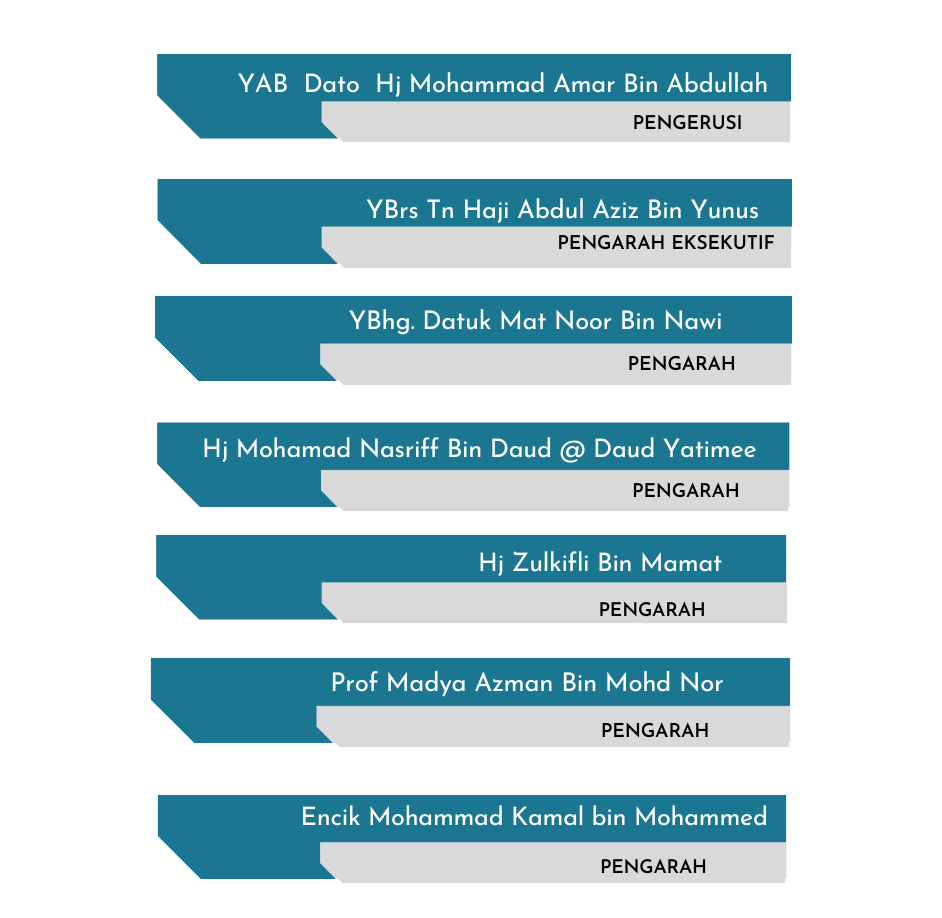 YAB Dato Hj Mohammad Amar Bin Abdullah
PENGERUSI
YBrs Tn Haji Abdul Aziz Bin Yunus
PENGARAH EKSEKUTIF
YBhg. Datuk Mat Noor Bin Nawi
PENGARAH
Hj Mohamad Nasriff Bin Daud @ Daud Yatimee
PENGARAH
Hj Zulkifli Bin Mamat
PENGARAH
Prof Madya Azman Bin Mohd Nor
PENGARAH
Encik Mohammad Kamal bin Mohammed
PENGARAH